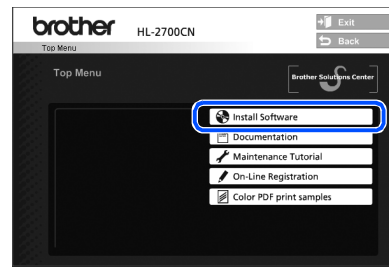 brother
HL-2700CN
Exit
Back
Top Menu
Top Menu
Brother Solutions Center
Install Software
Documentation
Maintenance Tutorial
On-Line Registration
Color PDF print samples